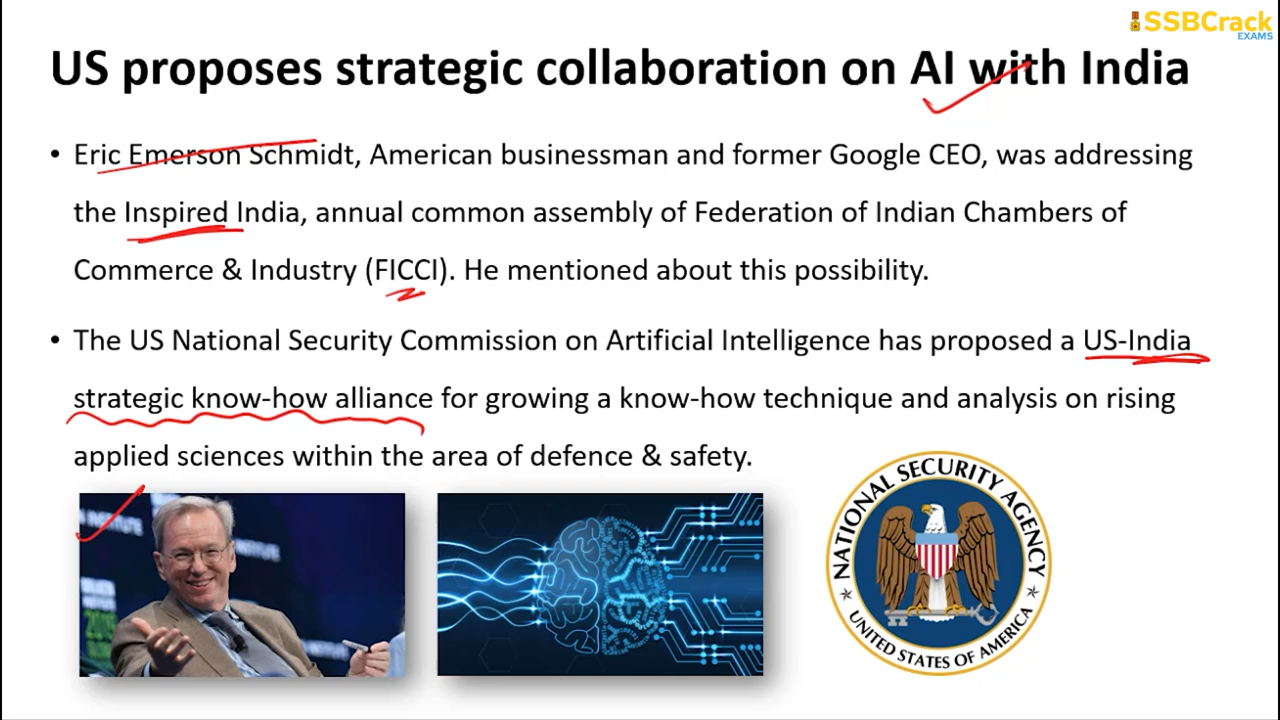 SSBCrack
EXAMS
US proposes strategic collaboration on AI with India
• Eric Emerson Schmidt, American businessman and former Google CEO, was addressing
the Inspired India, annual common assembly of Federation of Indian Chambers of
Commerce & Industry (FICCI). He mentioned about this possibility.
• The US National Security Commission on Artificial Intelligence has proposed a US-India
strategic know-how alliance for growing a know-how technique and analysis on rising
applied sciences within the area of defence & safety.
INSTITUTE
NATIONAL SECURITY AGENCY
UNITED STATES OF AMERICA